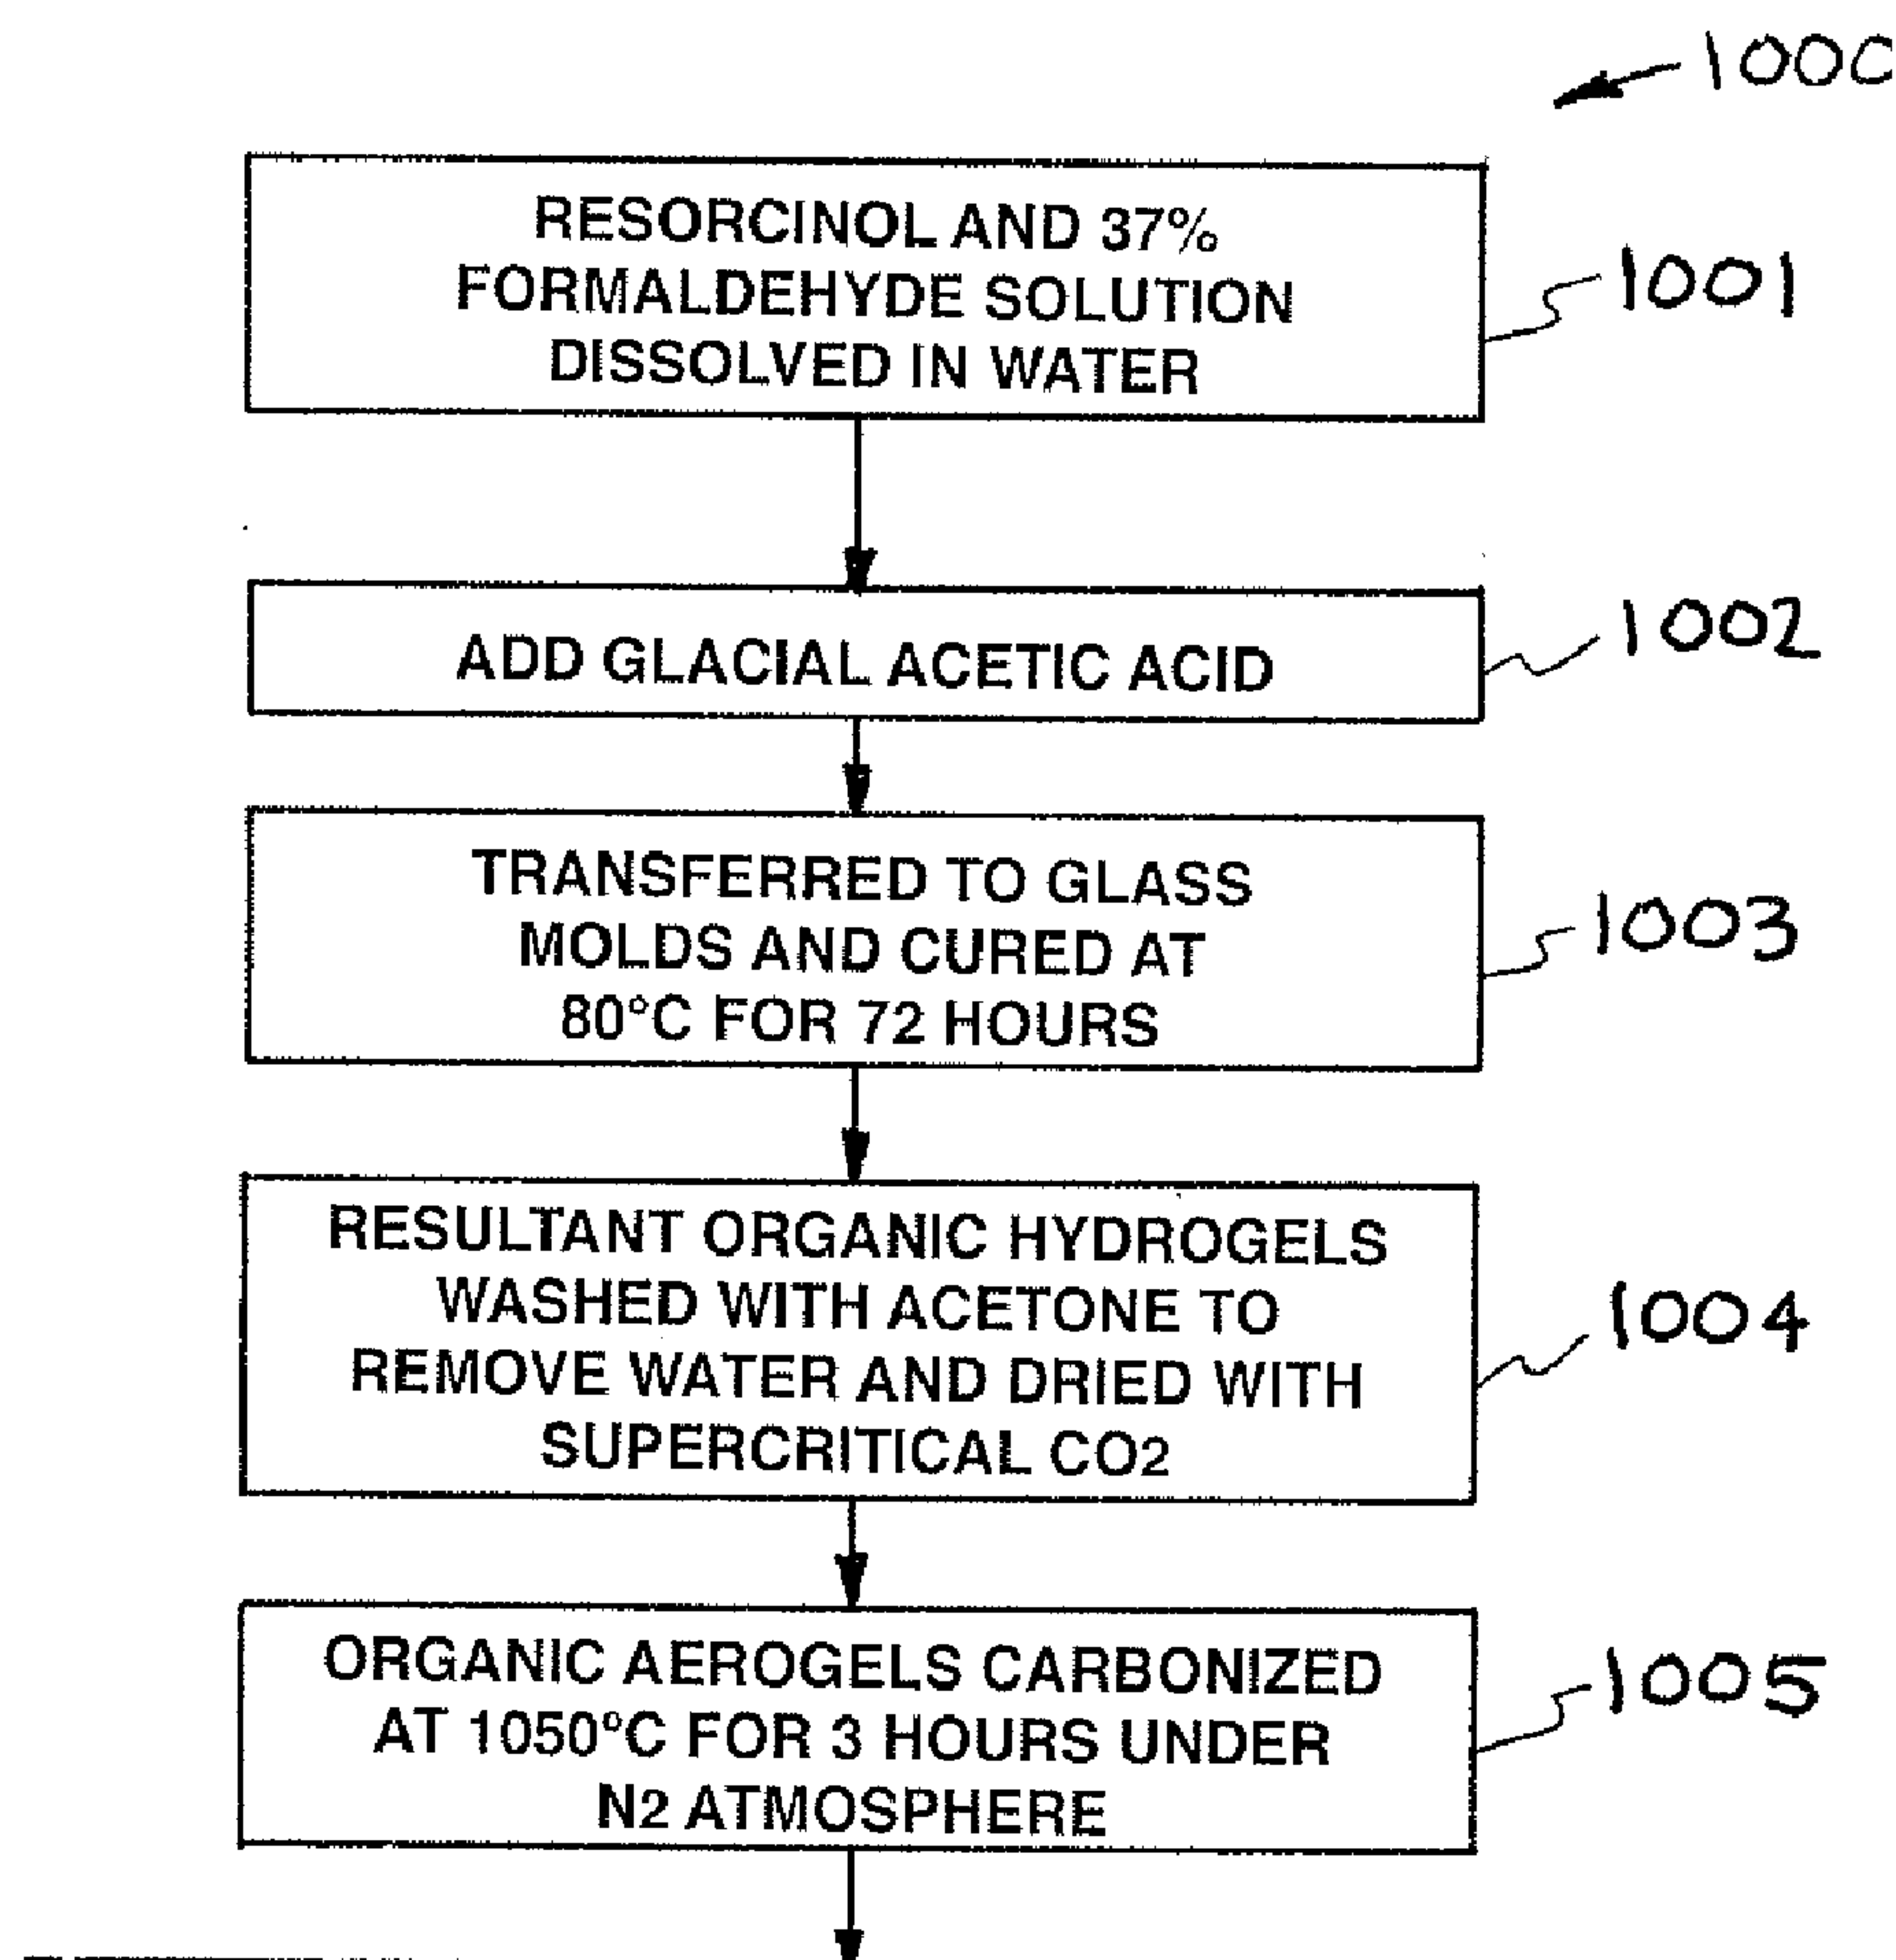 1000
RESORCINOL AND 37%
FORMALDEHYDE SOLUTION
DISSOLVED IN WATER
1001
ADD GLACIAL ACETIC ACID
1002
TRANSFERRED TO GLASS
MOLDS AND CURED AT
80°C FOR 72 HOURS
1003
RESULTANT ORGANIC HYDROGELS
WASHED WITH ACETONE TO
REMOVE WATER AND DRIED WITH
SUPERCRITICAL CO2
1004
ORGANIC AEROGELS CARBONIZED
AT 1050°C FOR 3 HOURS UNDER
N2 ATMOSPHERE
1005